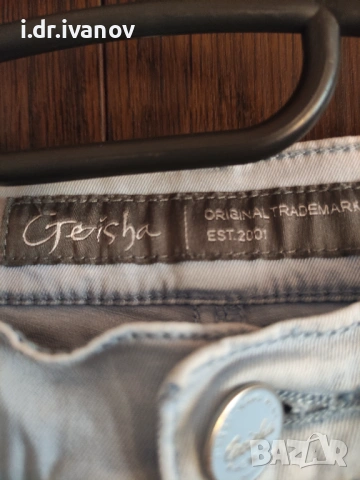 i.dr.ivanov
Geisha
ORIGINAL TRADEMARK
EST.2001
BAZAR